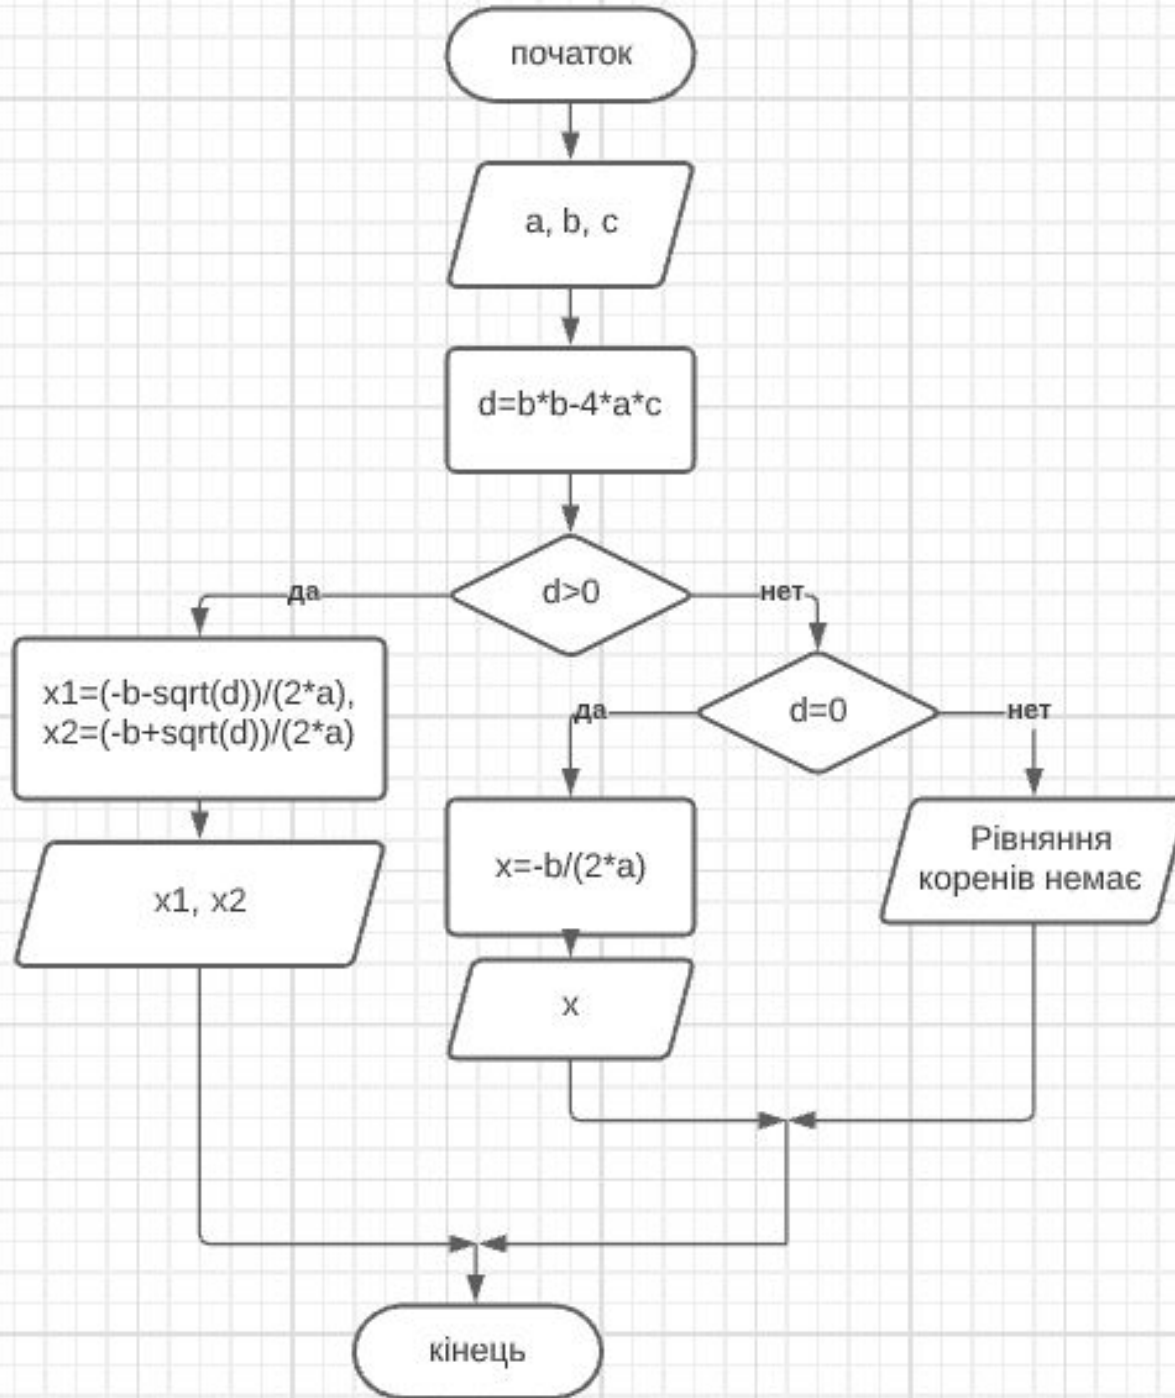 початок
a, b, c
d=b*b-4*a*c
d>0
да
нет
x1=(-b-sqrt(d))/(2*a),
x2=(-b+sqrt(d))/(2*a)
d=0
да
нет
x1, x2
x=-b/(2*a)
Рівняння
коренів немає
x
кінець